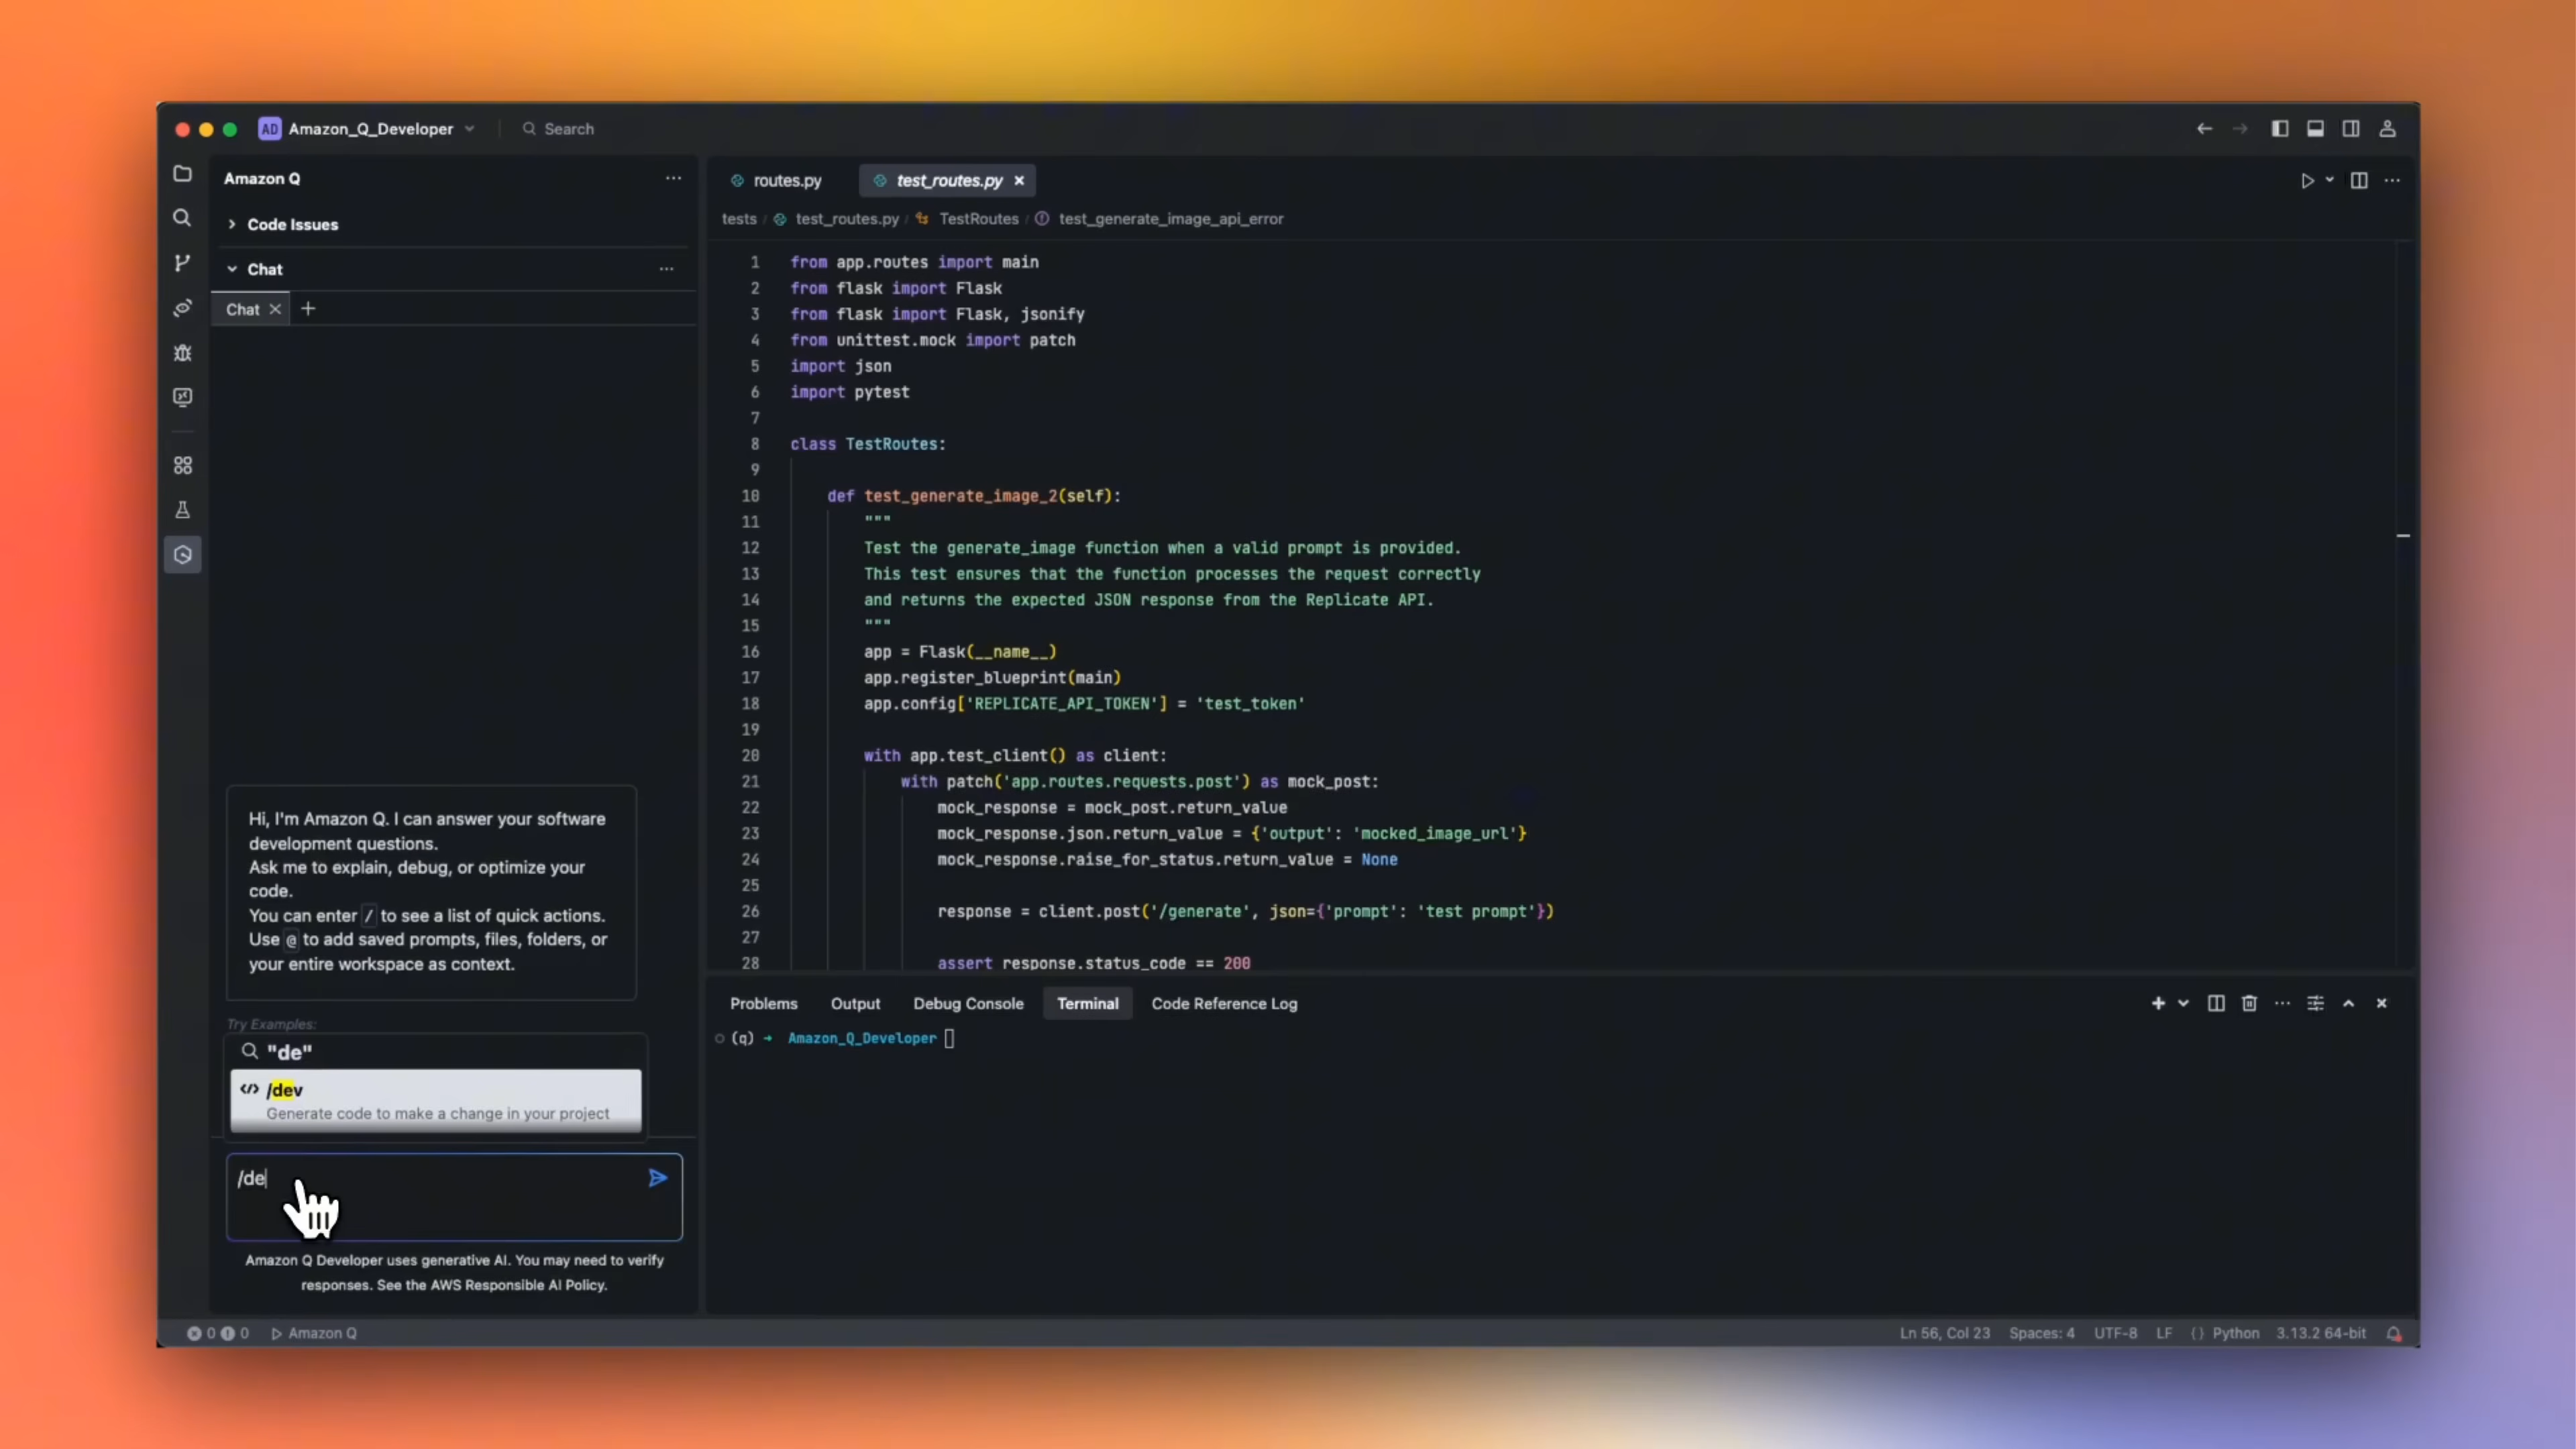 AD Amazon_Q_Developer
Search
Amazon Q
Code Issues
Chat
Chat
Hi, I'm Amazon Q. I can answer your software
development questions.
Ask me to explain, debug, or optimize your
code.
You can enter / to see a list of quick actions.
Use @ to add saved prompts, files, folders, or
your entire workspace as context.
Try Examples:
"de"
/dev
Generate code to make a change in your project
/de
Amazon Q Developer uses generative AI. You may need to verify
responses. See the AWS Responsible AI Policy.
routes.py
test_routes.py
tests / test_routes.py / TestRoutes / test_generate_image_api_error
1 from app.routes import main
2 from flask import Flask
3 from flask import Flask, jsonify
4 from unittest.mock import patch
5 import json
6 import pytest
7
8 class TestRoutes:
9
10 def test_generate_image_2(self):
11 """
12 Test the generate_image function when a valid prompt is provided.
13 This test ensures that the function processes the request correctly
14 and returns the expected JSON response from the Replicate API.
15 """
16 app = Flask(__name__)
17 app.register_blueprint(main)
18 app.config['REPLICATE_API_TOKEN'] = 'test_token'
19
20 with app.test_client() as client:
21 with patch('app.routes.requests.post') as mock_post:
22 mock_response = mock_post.return_value
23 mock_response.json.return_value = {'output': 'mocked_image_url'}
24 mock_response.raise_for_status.return_value = None
25
26 response = client.post('/generate', json={'prompt': 'test prompt'})
27
28 assert response.status_code == 200
Problems Output Debug Console Terminal Code Reference Log
(q) → Amazon_Q_Developer
0 0 Amazon Q
Ln 56, Col 23 Spaces: 4 UTF-8 LF {} Python 3.13.2 64-bit